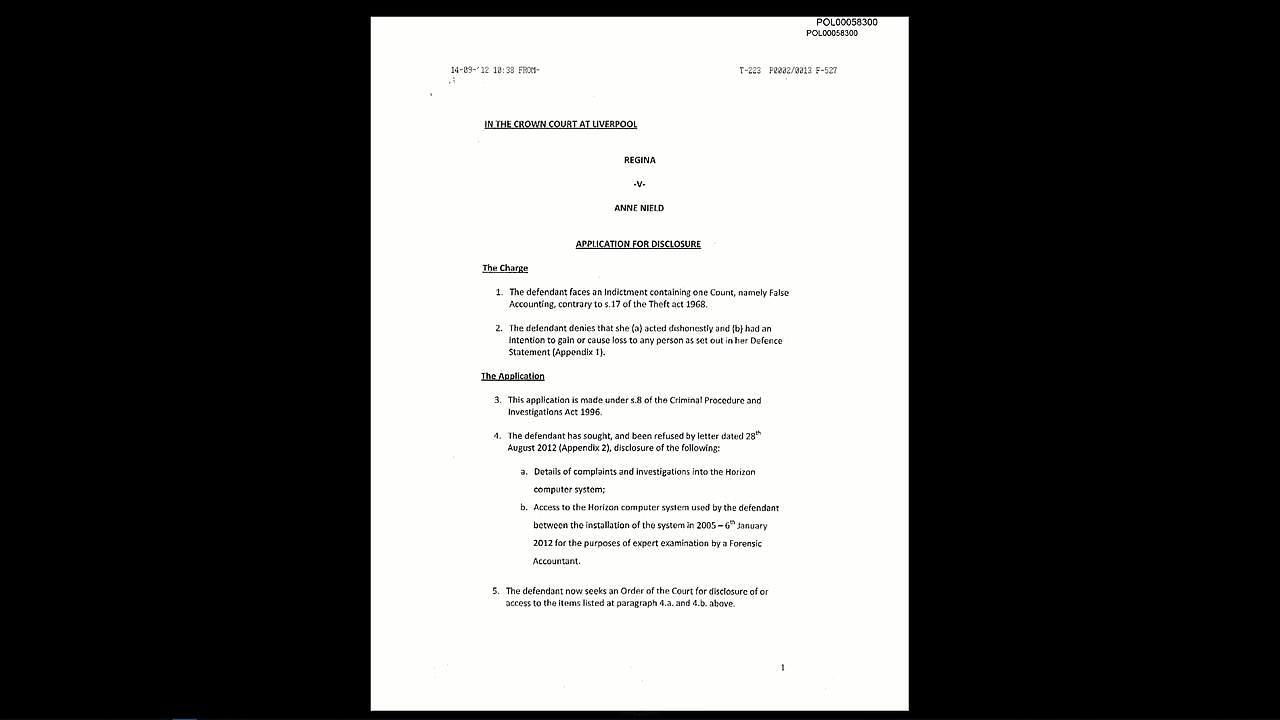 POL00058300
POL00058300
14-09-'12 10:38 FROM-
T-223 P0002/0013 F-527
IN THE CROWN COURT AT LIVERPOOL
REGINA
-V-
ANNE NIELD
APPLICATION FOR DISCLOSURE
The Charge
1. The defendant faces an Indictment containing one Count, namely False
Accounting, contrary to s.17 of the Theft act 1968.
2. The defendant denies that she (a) acted dishonestly and (b) had an
intention to gain or cause loss to any person as set out in her Defence
Statement (Appendix 1).
The Application
3. This application is made under s.8 of the Criminal Procedure and
Investigations Act 1996.
4. The defendant has sought, and been refused by letter dated 28th
August 2012 (Appendix 2), disclosure of the following:
a. Details of complaints and investigations into the Horizon
computer system;
b. Access to the Horizon computer system used by the defendant
between the installation of the system in 2005 – 6th January
2012 for the purposes of expert examination by a Forensic
Accountant.
5. The defendant now seeks an Order of the Court for disclosure of or
access to the items listed at paragraph 4.a. and 4.b. above.
1